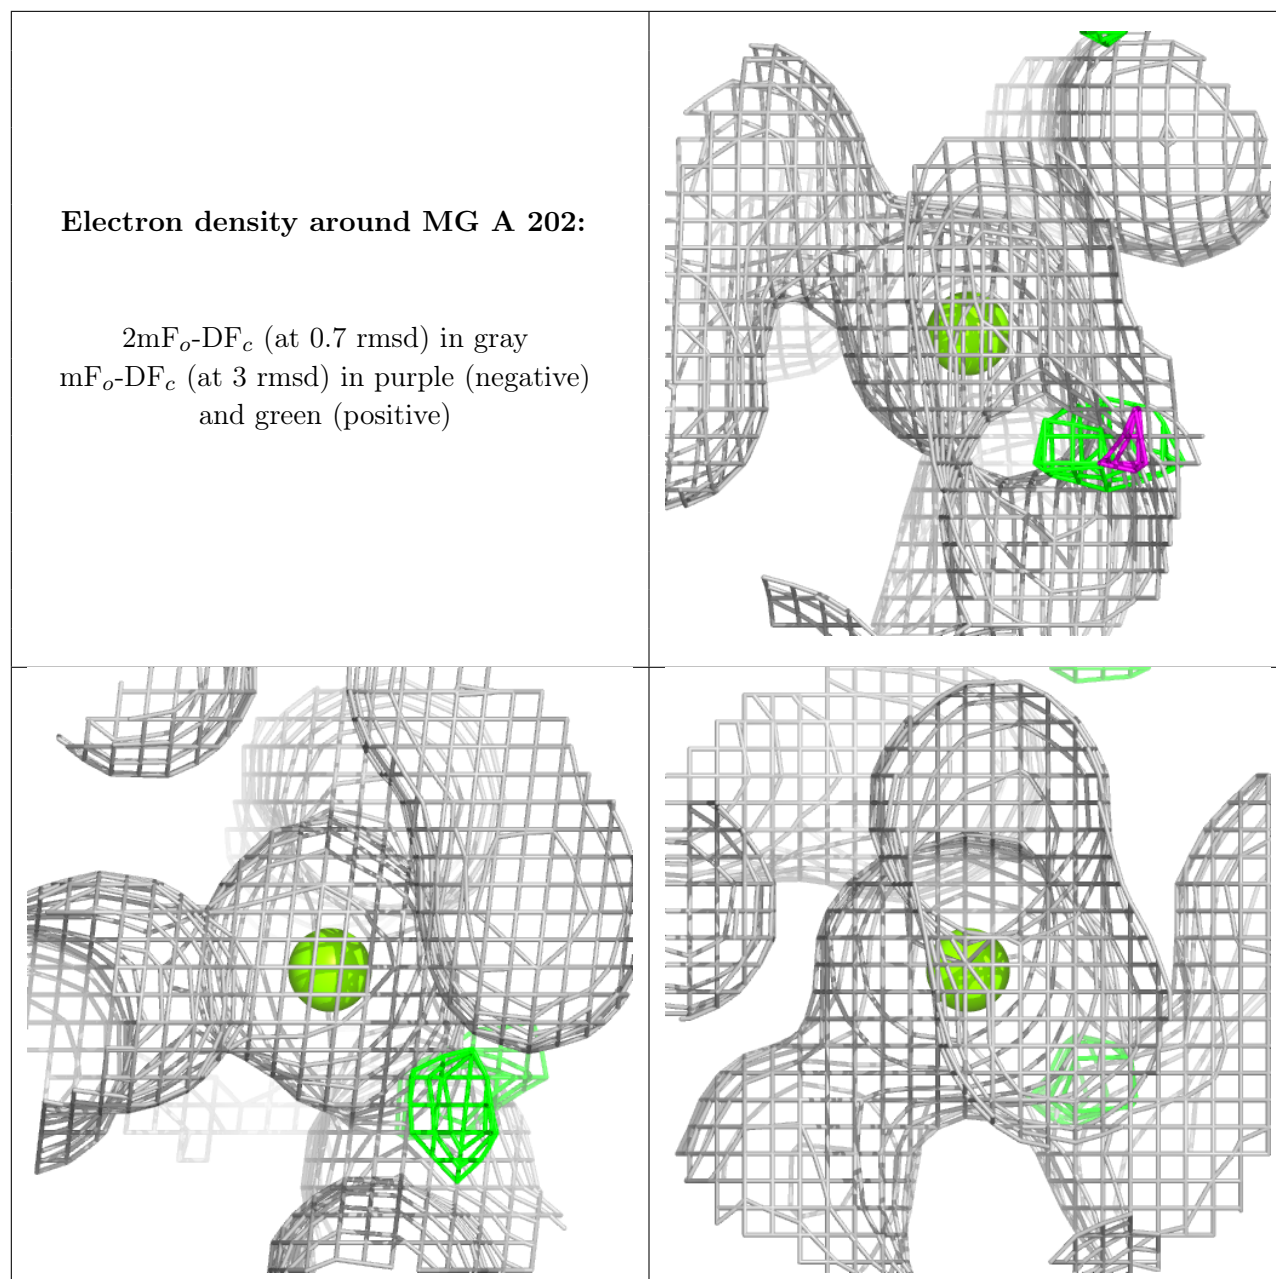 Electron density around MG A 202:
2mFₒ-DF𝒸 (at 0.7 rmsd) in gray
mFₒ-DF𝒸 (at 3 rmsd) in purple (negative)
and green (positive)